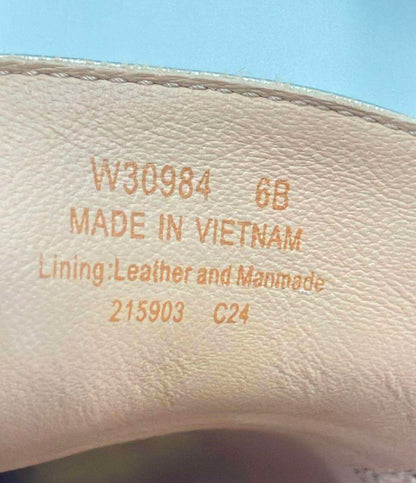 W30984 6B
MADE IN VIETNAM
Lining:Leather and Manmade
215903 C24